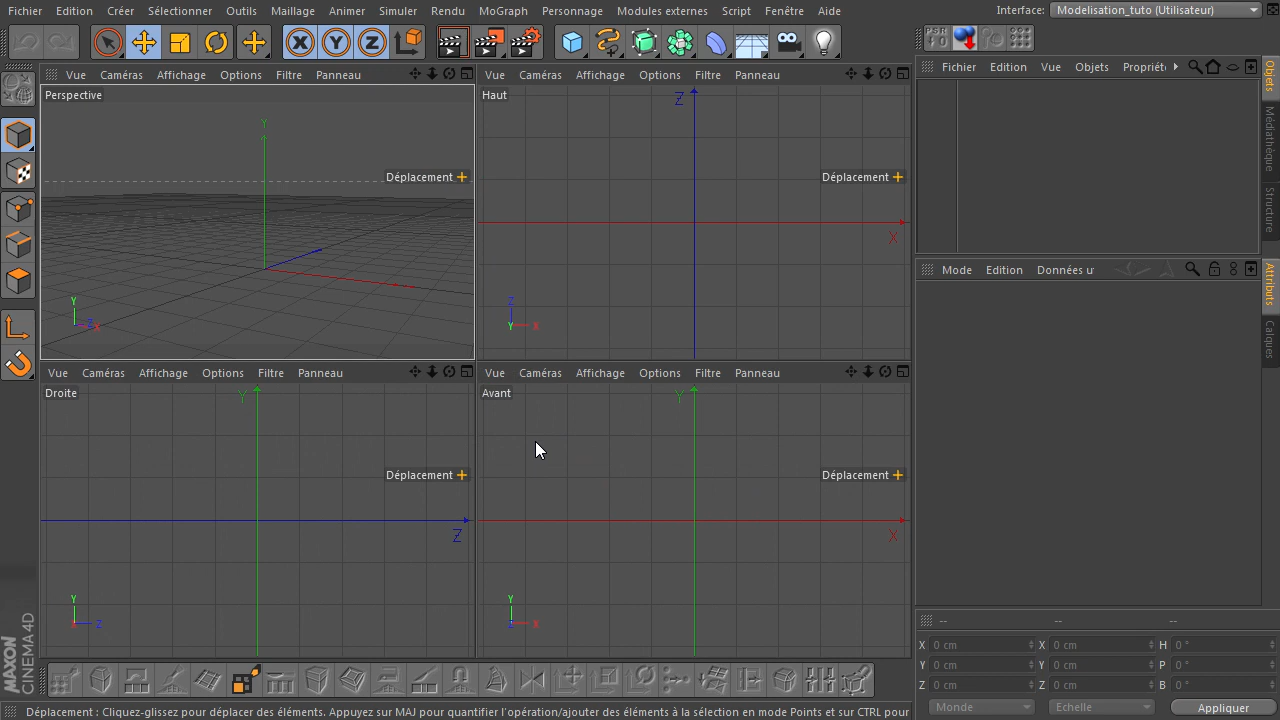 Fichier Edition Créer Sélectionner Outils Maillage Animer Simuler Rendu MoGraph Personnage Modules externes Script Fenêtre Aide Interface: Modelisation_tuto (Utilisateur)
X Y Z PSR 0
Vue Caméras Affichage Options Filtre Panneau
Vue Caméras Affichage Options Filtre Panneau
Fichier Edition Vue Objets Propriét
Objets
Médiathèque
Structure
Perspective
Y
Déplacement
Y
Z X
Haut
Z
Déplacement
X
Z
Y X
Mode Edition Données u
Attributs
Calques
Vue Caméras Affichage Options Filtre Panneau
Vue Caméras Affichage Options Filtre Panneau
Droite
Y
Déplacement
Z
Y
X Z
Avant
Y
Déplacement
X
Y
Z X
-- -- --
X 0 cm X 0 cm H 0 °
Y 0 cm Y 0 cm P 0 °
Z 0 cm Z 0 cm B 0 °
Monde Echelle Appliquer
MAXON
CINEMA 4D
Déplacement : Cliquez-glissez pour déplacer des éléments. Appuyez sur MAJ pour quantifier l'opération/ajouter des éléments à la sélection en mode Points et sur CTRL pour